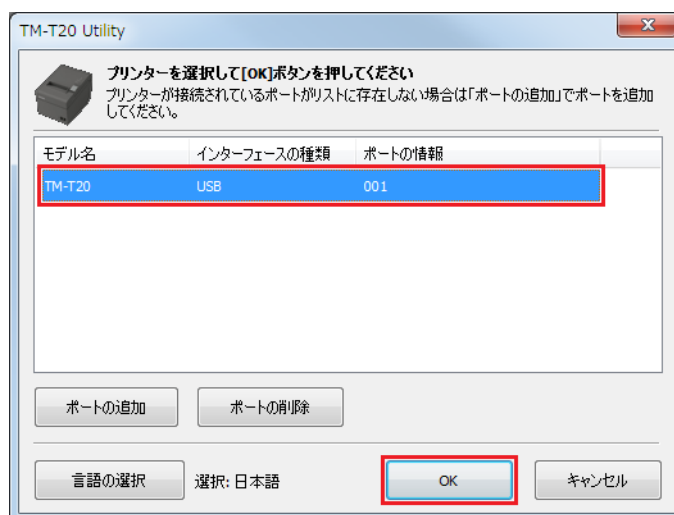 TM-T20 Utility
プリンターを選択して[OK]ボタンを押してください
プリンターが接続されているポートがリストに存在しない場合は「ポートの追加」でポートを追加
してください。
モデル名 インターフェースの種類 ポートの情報
TM-T20 USB 001
ポートの追加 ポートの削除
言語の選択 選択: 日本語 OK キャンセル